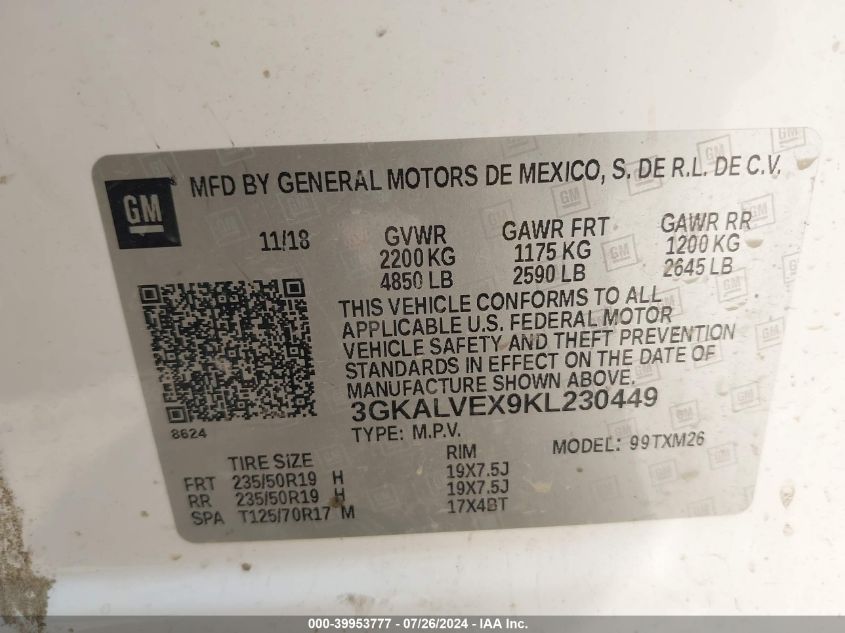 GM
MFD BY GENERAL MOTORS DE MEXICO, S. DE R.L. DE C.V.
11/18
GVWR GAWR FRT GAWR RR
2200 KG 1175 KG 1200 KG
4850 LB 2590 LB 2645 LB
THIS VEHICLE CONFORMS TO ALL
APPLICABLE U.S. FEDERAL MOTOR
VEHICLE SAFETY AND THEFT PREVENTION
STANDARDS IN EFFECT ON THE DATE OF
MANUFACTURE SHOWN ABOVE.
3GKALVEX9KL230449
8624
TYPE: M.P.V. MODEL: 99TXM26
TIRE SIZE RIM
FRT 235/50R19 H 19X7.5J
RR 235/50R19 H 19X7.5J
SPA T125/70R17 M 17X4BT
000-39953777 - 07/26/2024 - IAA Inc.